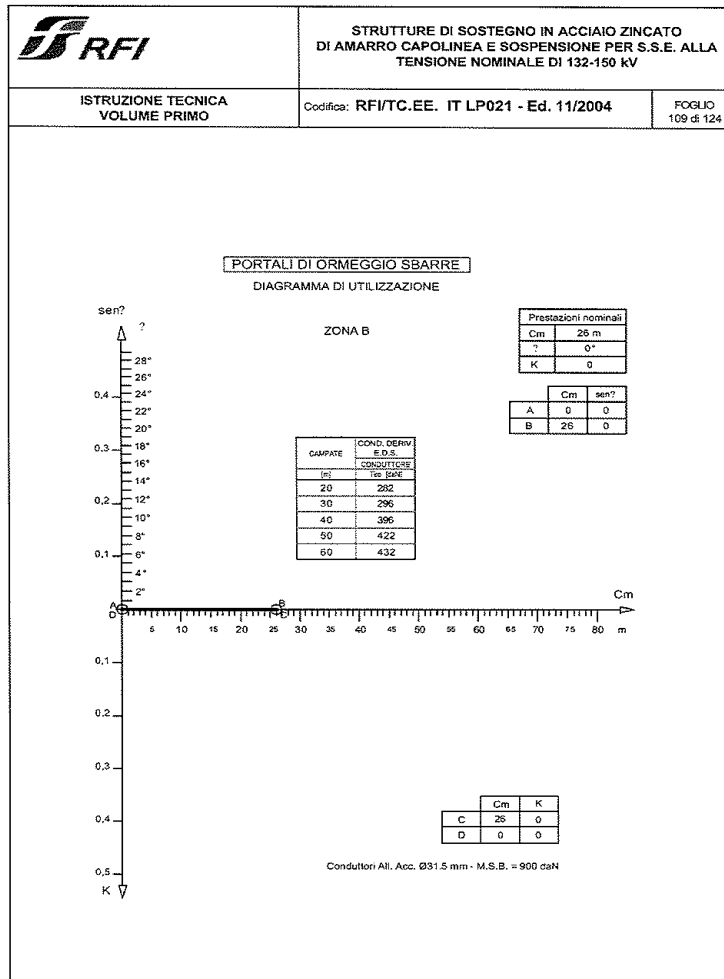 RFI
STRUTTURE DI SOSTEGNO IN ACCIAIO ZINCATO
DI AMARRO CAPOLINEA E SOSPENSIONE PER S.S.E. ALLA
TENSIONE NOMINALE DI 132-150 kV
ISTRUZIONE TECNICA
VOLUME PRIMO
Codifica: RFI/TC.EE. IT LP021 - Ed. 11/2004
FOGLIO
109 di 124
PORTALI DI ORMEGGIO SBARRE
DIAGRAMMA DI UTILIZZAZIONE
sen?
?
ZONA B
Prestazioni nominali
Cm 26 m
? 0°
K 0
Cm sen?
A 0 0
B 26 0
28°
26°
0,4 24°
22°
20°
0,3 18°
16°
14°
0,2 12°
10°
8°
0,1 6°
4°
2°
CAMPATE COND. DERIV. E.D.S.
CONDUTTORE
[m] Tiro [daN]
20 282
30 296
40 396
50 422
60 432
A B Cm
D C
5 10 15 20 25 30 35 40 45 50 55 60 65 70 75 80 m
0,1
0,2
0,3
0,4
0,5
K
Cm K
C 26 0
D 0 0
Conduttori All. Acc. Ø31.5 mm - M.S.B. = 900 daN